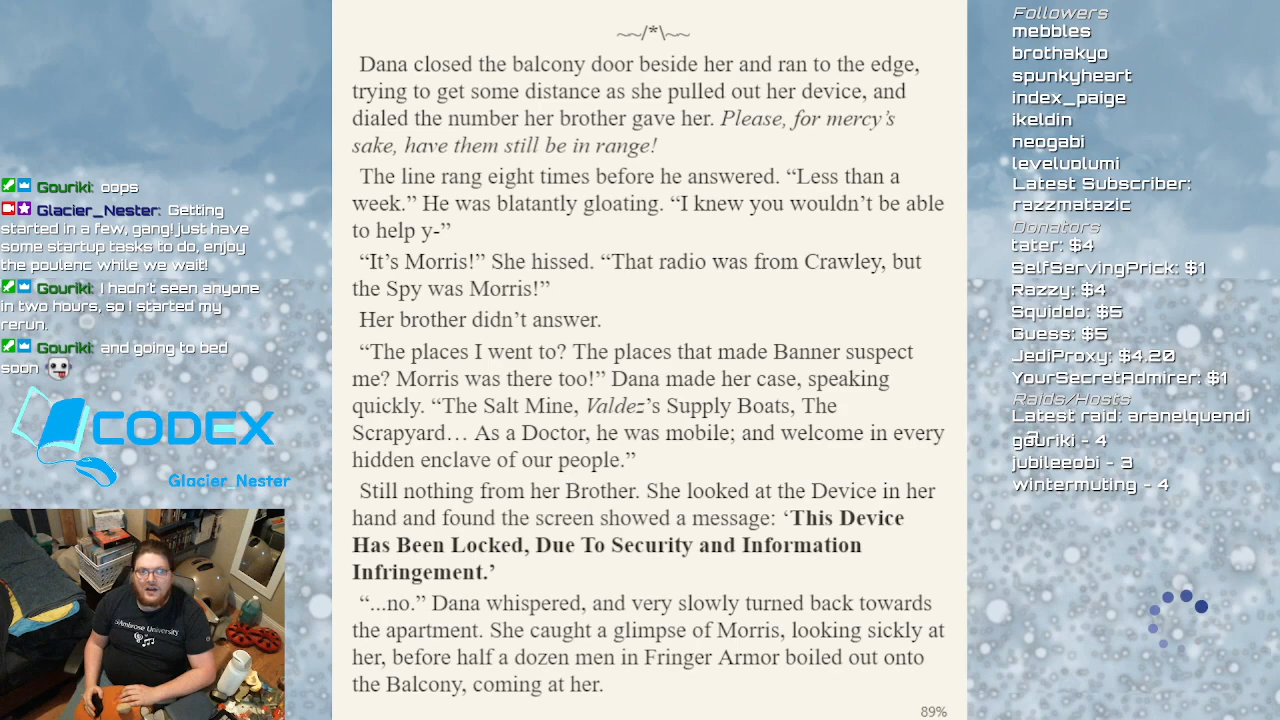 Gouriki: oops
Glacier_Nester: Getting
started in a few, gang! just have
some startup tasks to do, enjoy
the poulenc while we wait!
Gouriki: I hadn't seen anyone
in two hours, so I started my
rerun.
Gouriki: and going to bed
soon
CODEX
Glacier_Nester
St. Ambrose University
~~/*\~~
Dana closed the balcony door beside her and ran to the edge,
trying to get some distance as she pulled out her device, and
dialed the number her brother gave her. Please, for mercy’s
sake, have them still be in range!
The line rang eight times before he answered. “Less than a
week.” He was blatantly gloating. “I knew you wouldn’t be able
to help y-”
“It’s Morris!” She hissed. “That radio was from Crawley, but
the Spy was Morris!”
Her brother didn’t answer.
“The places I went to? The places that made Banner suspect
me? Morris was there too!” Dana made her case, speaking
quickly. “The Salt Mine, Valdez’s Supply Boats, The
Scrapyard… As a Doctor, he was mobile; and welcome in every
hidden enclave of our people.”
Still nothing from her Brother. She looked at the Device in her
hand and found the screen showed a message: ‘This Device
Has Been Locked, Due To Security and Information
Infringement.’
“...no.” Dana whispered, and very slowly turned back towards
the apartment. She caught a glimpse of Morris, looking sickly at
her, before half a dozen men in Fringer Armor boiled out onto
the Balcony, coming at her.
89%
Followers
mebbles
brothakyo
spunkyheart
index_paige
ikeldin
neogabi
levelupiumi
Latest Subscriber:
razzmatazic
Donators
tater: $4
SelfServingPrick: $1
Razzy: $4
Squiddo: $5
Guess: $5
JediProxy: $4.20
YourSecretAdmirer: $1
Raids/Hosts
Latest raid: aranelquendi
gouriki - 4
jubileeobi - 3
wintermuting - 4